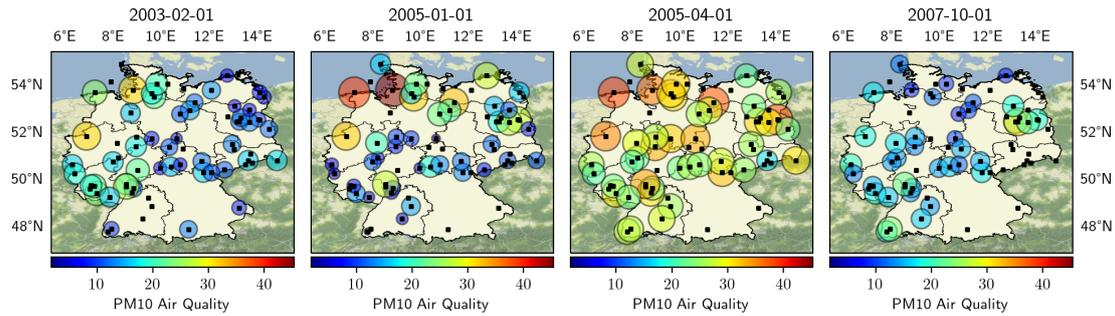 2003-02-01 2005-01-01 2005-04-01 2007-10-01
6°E 8°E 10°E 12°E 14°E 6°E 8°E 10°E 12°E 14°E 6°E 8°E 10°E 12°E 14°E 6°E 8°E 10°E 12°E 14°E
54°N 54°N
52°N 52°N
50°N 50°N
48°N 48°N
10 20 30 40 10 20 30 40 10 20 30 40 10 20 30 40
PM10 Air Quality PM10 Air Quality PM10 Air Quality PM10 Air Quality